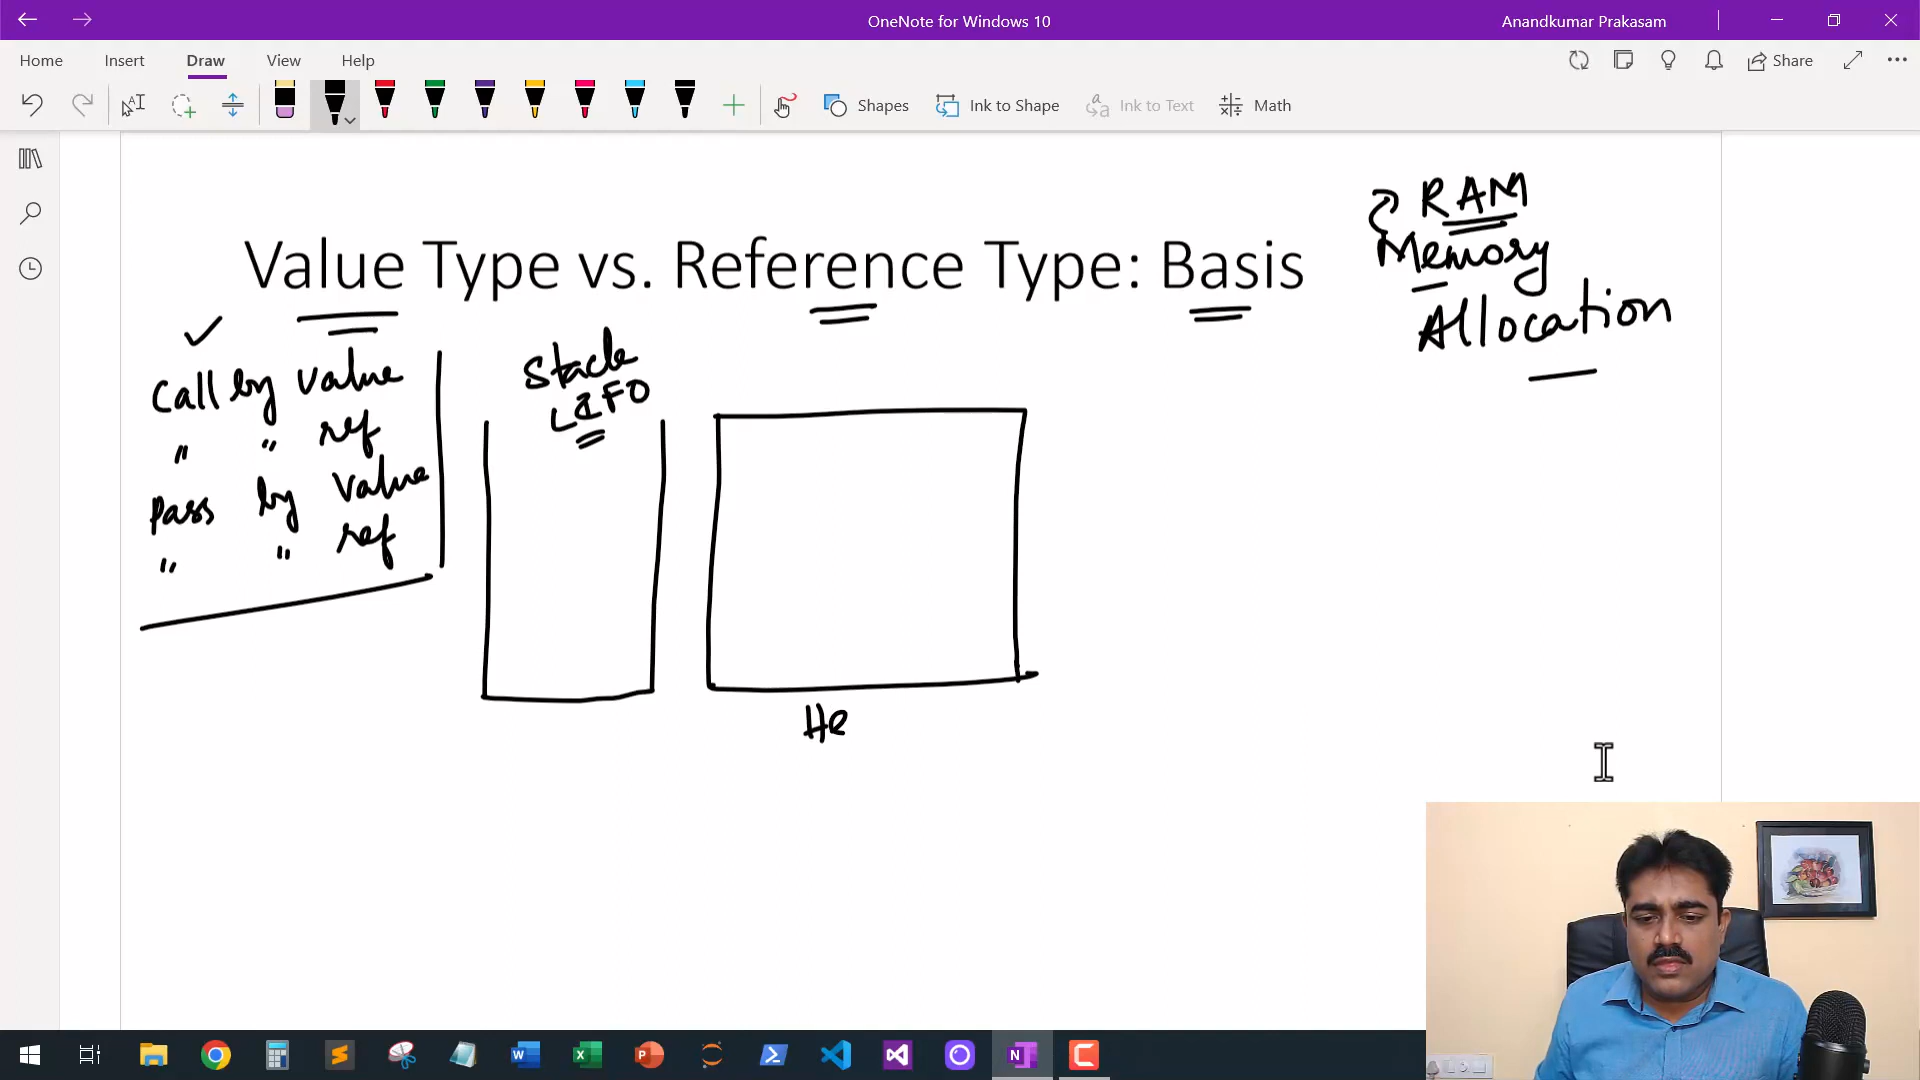 OneNote for Windows 10
Anandkumar Prakasam
Home Insert Draw View Help
Share
Shapes
Ink to Shape
Ink to Text
Math
RAM
Memory
Allocation
Value Type vs. Reference Type: Basis
Call by value
" " ref
Pass by value
" " ref
Stack
LIFO
He